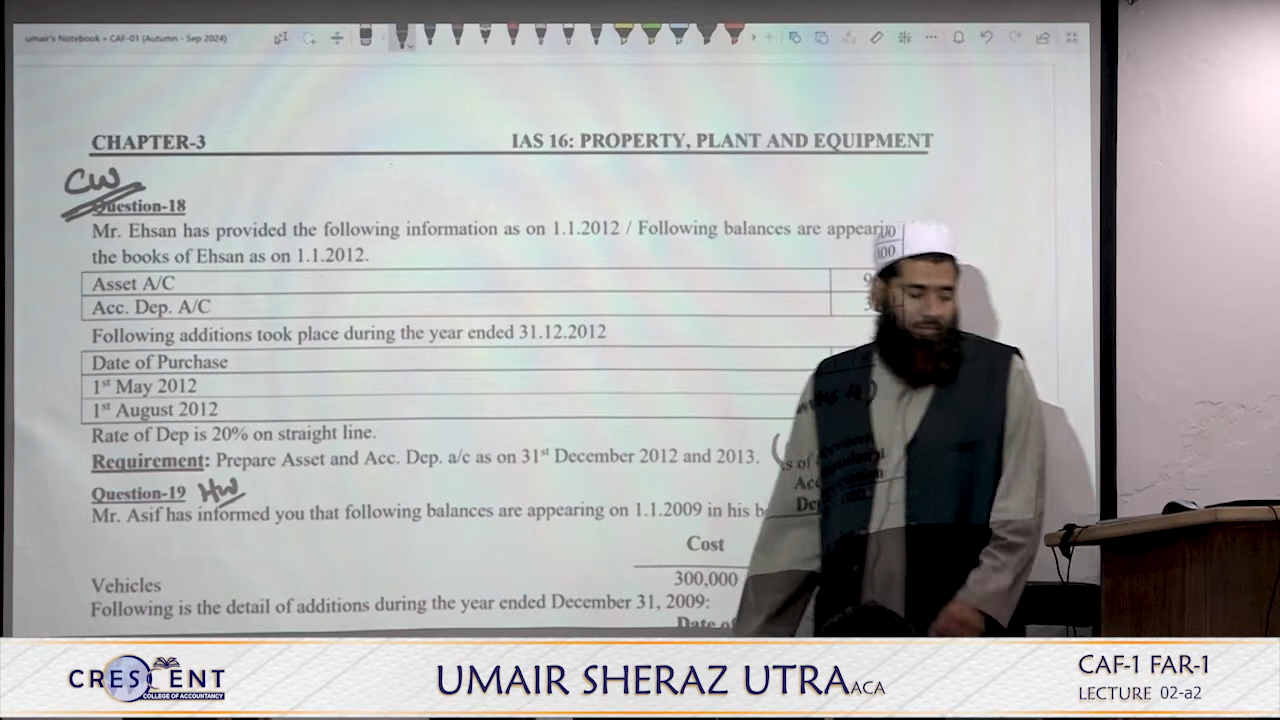 umair's Notebook • CAF-01 (Autumn - Sep 2024)
CHAPTER-3 IAS 16: PROPERTY, PLANT AND EQUIPMENT
CW
Question-18
Mr. Ehsan has provided the following information as on 1.1.2012 / Following balances are appearing
the books of Ehsan as on 1.1.2012.
Asset A/C
Acc. Dep. A/C
Following additions took place during the year ended 31.12.2012
Date of Purchase
1st May 2012
1st August 2012
Rate of Dep is 20% on straight line.
Requirement: Prepare Asset and Acc. Dep. a/c as on 31st December 2012 and 2013.
Question-19 HW
Mr. Asif has informed you that following balances are appearing on 1.1.2009 in his
Cost
Vehicles 300,000
Following is the detail of additions during the year ended December 31, 2009:
Date of
CRESCENT
COLLEGE OF ACCOUNTANCY
UMAIR SHERAZ UTRA ACA
CAF-1 FAR-1
LECTURE 02-a2